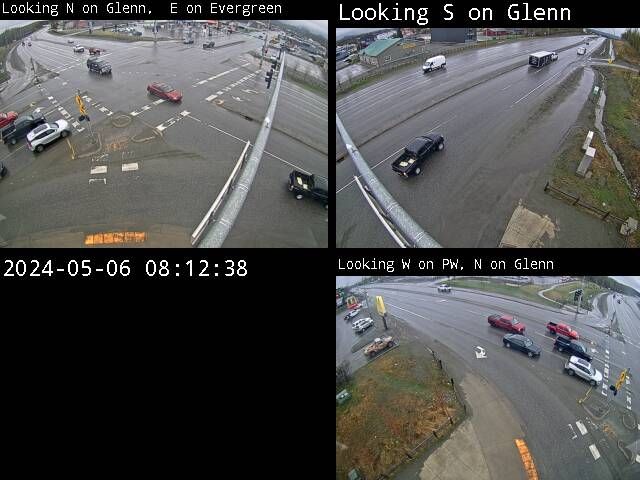 Looking N on Glenn,  E on Evergreen
Looking S on Glenn
2024-05-06 08:12:38
Looking W on PW, N on Glenn